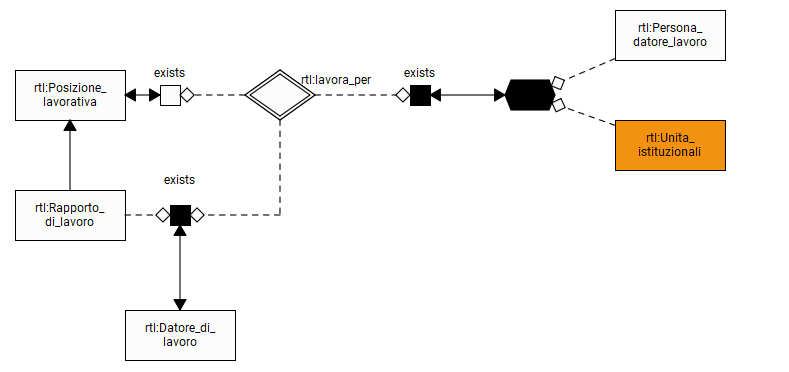 rtl:Persona_
datore_lavoro
exists
rtl:lavora_per
exists
rtl:Posizione_
lavorativa
rtl:Unita_
istituzionali
exists
rtl:Rapporto_
di_lavoro
rtl:Datore_di_
lavoro